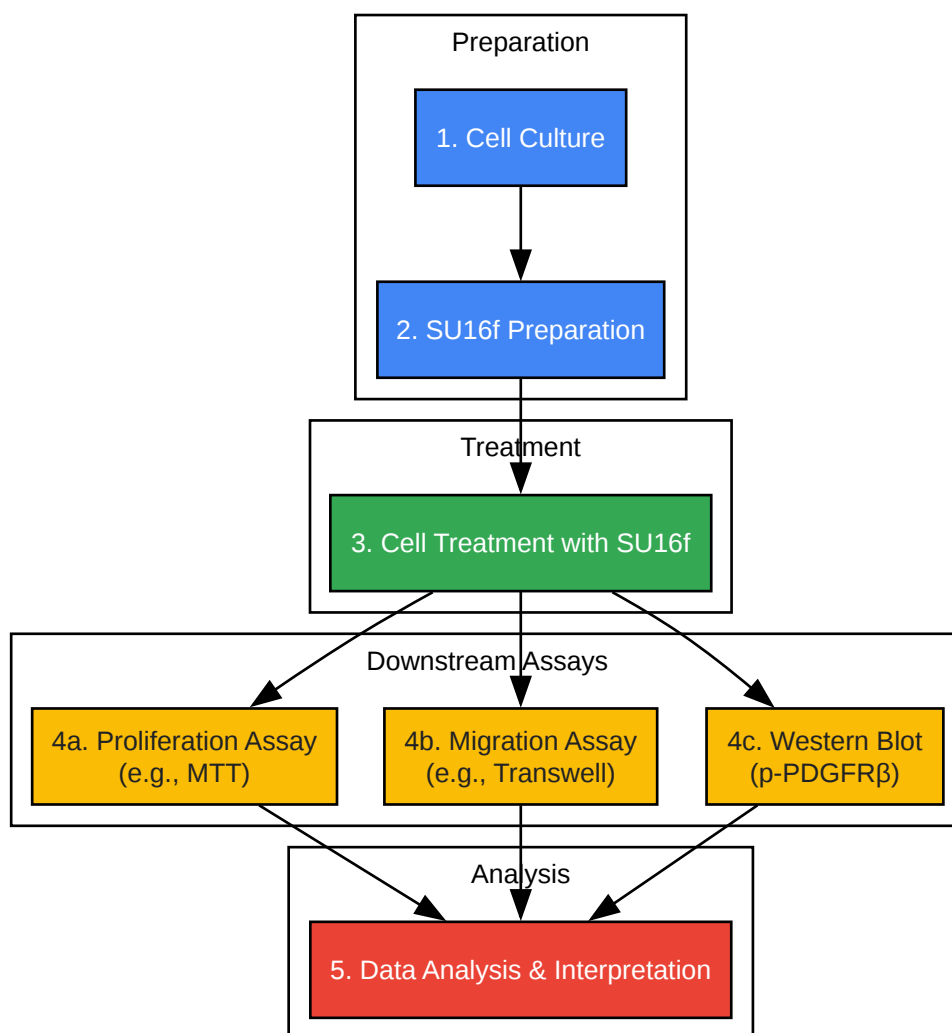 Preparation
1. Cell Culture
2. SU16f Preparation
Treatment
3. Cell Treatment with SU16f
Downstream Assays
4a. Proliferation Assay
(e.g., MTT)
4b. Migration Assay
(e.g., Transwell)
4c. Western Blot
(p-PDGFRβ)
Analysis
5. Data Analysis & Interpretation